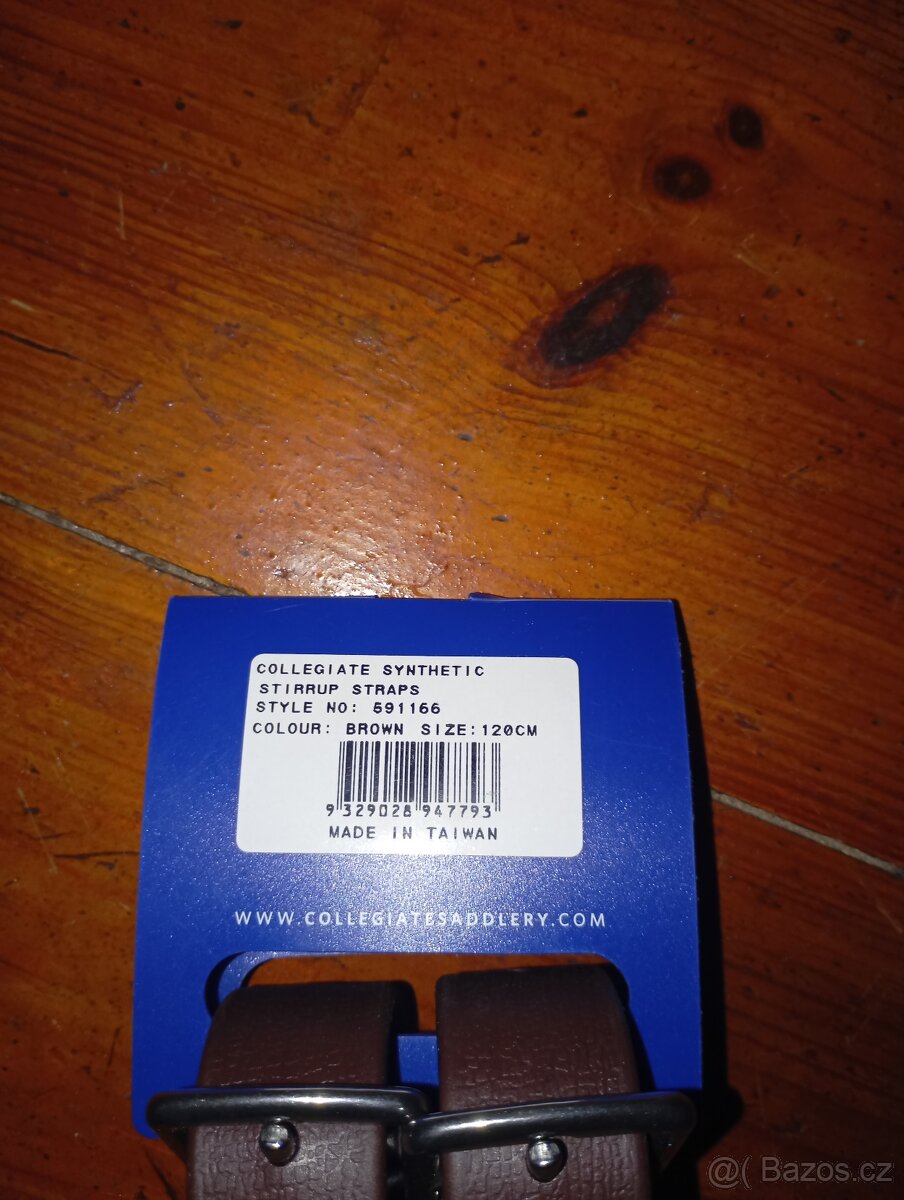 COLLEGIATE SYNTHETIC
STIRRUP STRAPS
STYLE NO: 591166
COLOUR: BROWN SIZE:120CM
9 329028 947793
MADE IN TAIWAN
WWW.COLLEGIATESADDLERY.COM
@( Bazos.cz